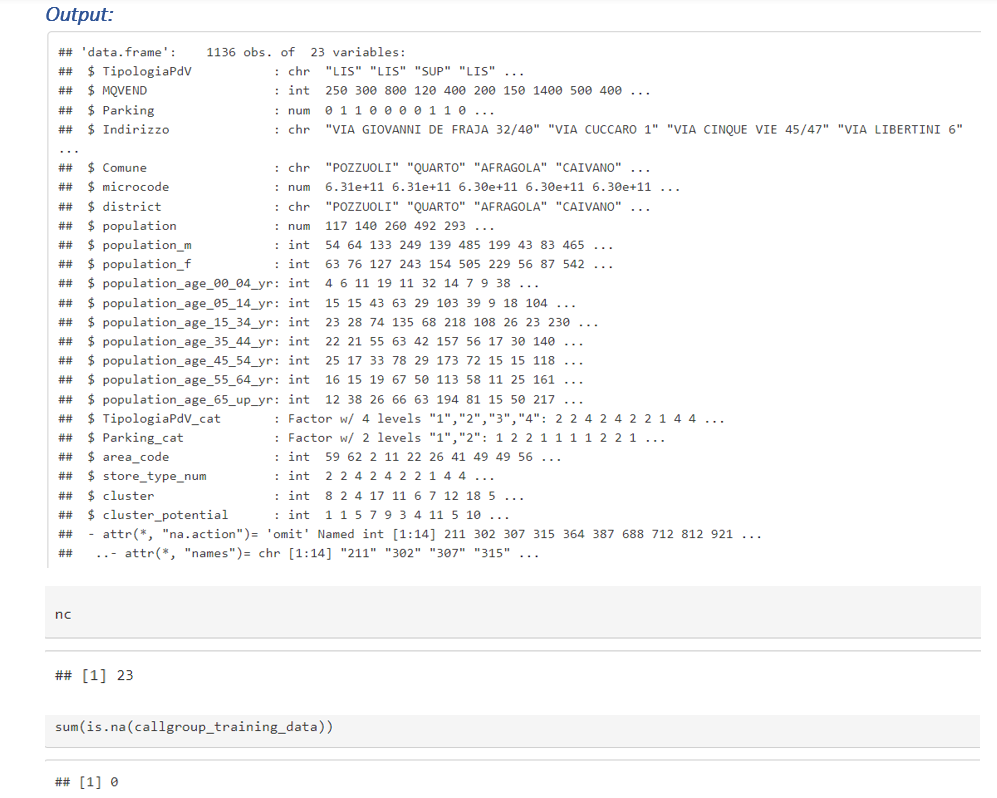 Output:
## 'data.frame':    1136 obs. of  23 variables:
##  $ TipologiaPdV           : chr  "LIS" "LIS" "SUP" "LIS" ...
##  $ MQVEND                 : int  250 300 800 120 400 200 150 1400 500 400 ...
##  $ Parking                : num  0 1 1 0 0 0 0 1 1 0 ...
##  $ Indirizzo              : chr  "VIA GIOVANNI DE FRAJA 32/40" "VIA CUCCARO 1" "VIA CINQUE VIE 45/47" "VIA LIBERTINI 6"
...
##  $ Comune                 : chr  "POZZUOLI" "QUARTO" "AFRAGOLA" "CAIVANO" ...
##  $ microcode              : num  6.31e+11 6.31e+11 6.30e+11 6.30e+11 6.30e+11 ...
##  $ district               : chr  "POZZUOLI" "QUARTO" "AFRAGOLA" "CAIVANO" ...
##  $ population             : num  117 140 260 492 293 ...
##  $ population_m           : int  54 64 133 249 139 485 199 43 83 465 ...
##  $ population_f           : int  63 76 127 243 154 505 229 56 87 542 ...
##  $ population_age_00_04_yr: int  4 6 11 19 11 32 14 7 9 38 ...
##  $ population_age_05_14_yr: int  15 15 43 63 29 103 39 9 18 104 ...
##  $ population_age_15_34_yr: int  23 28 74 135 68 218 108 26 23 230 ...
##  $ population_age_35_44_yr: int  22 21 55 63 42 157 56 17 30 140 ...
##  $ population_age_45_54_yr: int  25 17 33 78 29 173 72 15 15 118 ...
##  $ population_age_55_64_yr: int  16 15 19 67 50 113 58 11 25 161 ...
##  $ population_age_65_up_yr: int  12 38 26 66 63 194 81 15 50 217 ...
##  $ TipologiaPdV_cat       : Factor w/ 4 levels "1","2","3","4": 2 2 4 2 4 2 2 1 4 4 ...
##  $ Parking_cat            : Factor w/ 2 levels "1","2": 1 2 2 1 1 1 1 2 2 1 ...
##  $ area_code              : int  59 62 2 11 22 26 41 49 49 56 ...
##  $ store_type_num         : int  2 2 4 2 4 2 2 1 4 4 ...
##  $ cluster                : int  8 2 4 17 11 6 7 12 18 5 ...
##  $ cluster_potential      : int  1 1 5 7 9 3 4 11 5 10 ...
##  - attr(*, "na.action")= 'omit' Named int [1:14] 211 302 307 315 364 387 688 712 812 921 ...
##   ..- attr(*, "names")= chr [1:14] "211" "302" "307" "315" ...
nc
## [1] 23
sum(is.na(callgroup_training_data))
## [1] 0